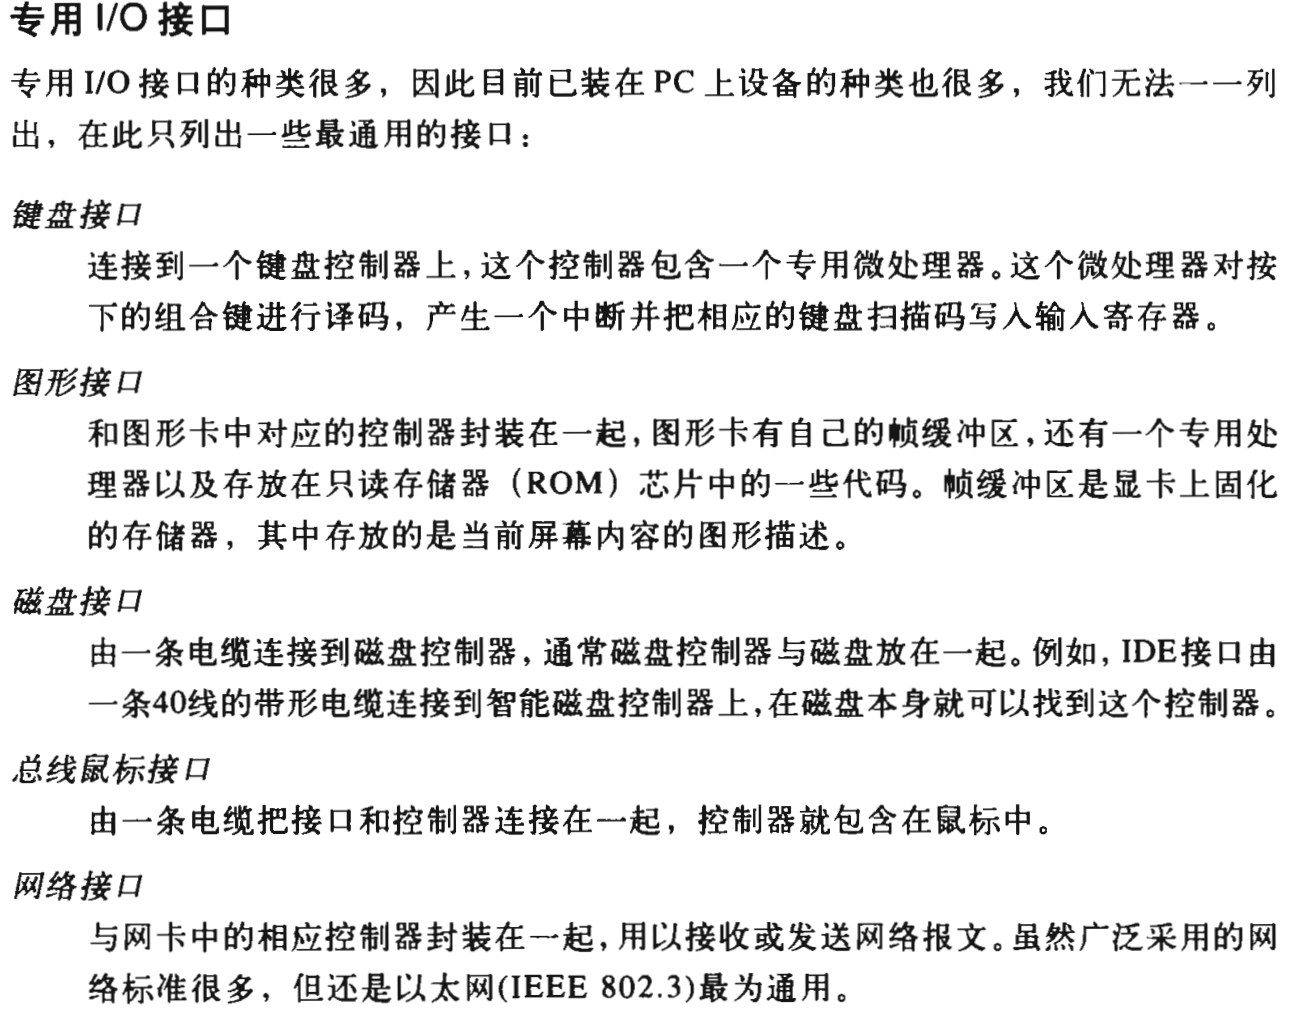 专用 I/O 接口
专用 I/O 接口的种类很多，因此目前已装在 PC 上设备的种类也很多，我们无法一一列
出，在此只列出一些最通用的接口：
键盘接口
连接到一个键盘控制器上，这个控制器包含一个专用微处理器。这个微处理器对按
下的组合键进行译码，产生一个中断并把相应的键盘扫描码写入输入寄存器。
图形接口
和图形卡中对应的控制器封装在一起，图形卡有自己的帧缓冲区，还有一个专用处
理器以及存放在只读存储器（ROM）芯片中的一些代码。帧缓冲区是显卡上固化
的存储器，其中存放的是当前屏幕内容的图形描述。
磁盘接口
由一条电缆连接到磁盘控制器，通常磁盘控制器与磁盘放在一起。例如，IDE接口由
一条40线的带形电缆连接到智能磁盘控制器上，在磁盘本身就可以找到这个控制器。
总线鼠标接口
由一条电缆把接口和控制器连接在一起，控制器就包含在鼠标中。
网络接口
与网卡中的相应控制器封装在一起，用以接收或发送网络报文。虽然广泛采用的网
络标准很多，但还是以太网(IEEE 802.3)最为通用。